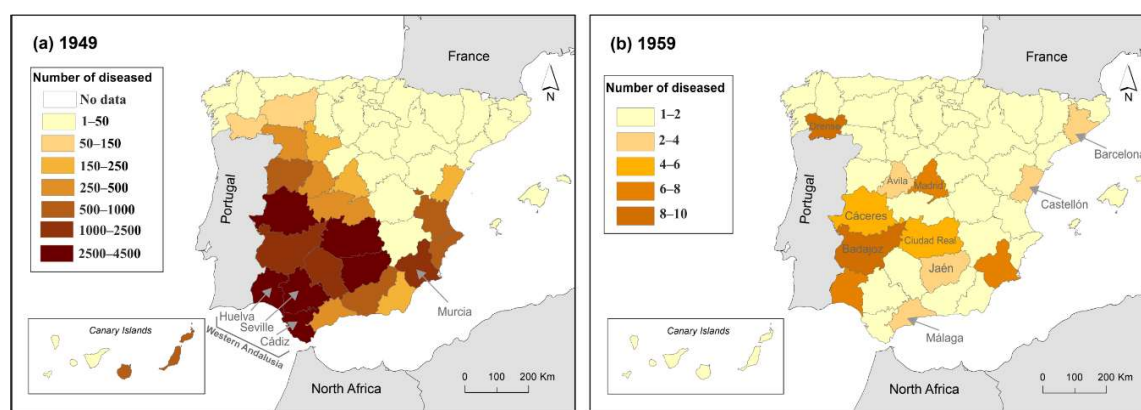 (a) 1949
Number of diseased
No data
1–50
50–150
150–250
250–500
500–1000
1000–2500
2500–4500
France
N
Portugal
Huelva
Seville
Cádiz
Western Andalusia
Murcia
Canary Islands
North Africa
0 100 200 Km
(b) 1959
Number of diseased
1–2
2–4
4–6
6–8
8–10
France
N
Orense
Barcelona
Ávila
Madrid
Castellón
Portugal
Cáceres
Badajoz
Ciudad Real
Jaén
Málaga
Canary Islands
North Africa
0 100 200 Km